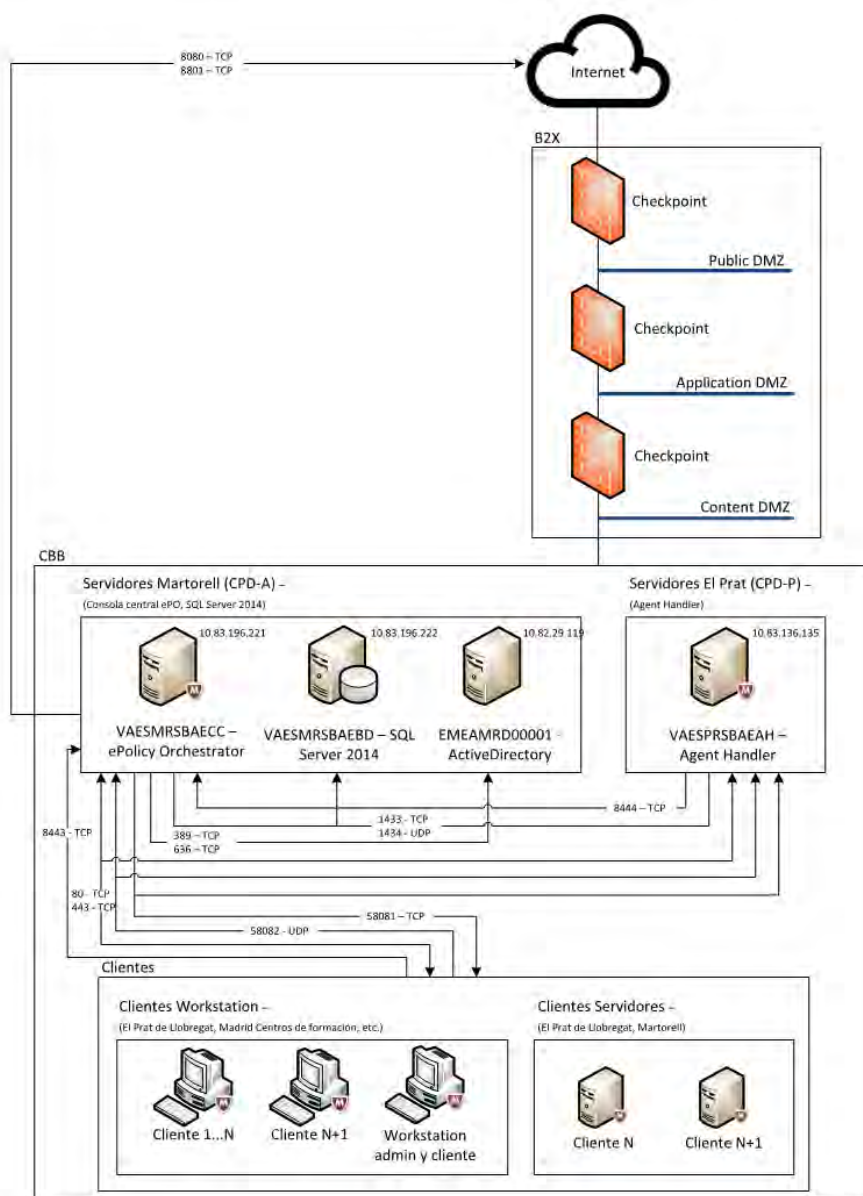 8080 – TCP
8801 – TCP
Internet
B2X
Checkpoint
Public DMZ
Checkpoint
Application DMZ
Checkpoint
Content DMZ
CBB
Servidores Martorell (CPD-A) –
(Consola central ePO, SQL Server 2014)
10.83.196.221
10.83.196.222
10.82.29.119
VAESMRSBAECC –
ePolicy Orchestrator
VAESMRSBAEBD – SQL
Server 2014
EMEAMRD00001 -
ActiveDirectory
Servidores El Prat (CPD-P) –
(Agent Handler)
10.83.136.135
VAESPRSBAEAH –
Agent Handler
8444 – TCP
8443 - TCP
1433 - TCP
1434 - UDP
389 – TCP
636 – TCP
80 - TCP
443 - TCP
58081 – TCP
58082 - UDP
Clientes
Clientes Workstation –
(El Prat de Llobregat, Madrid Centros de formación, etc.)
Cliente 1...N
Cliente N+1
Workstation
admin y cliente
Clientes Servidores –
(El Prat de Llobregat, Martorell)
Cliente N
Cliente N+1